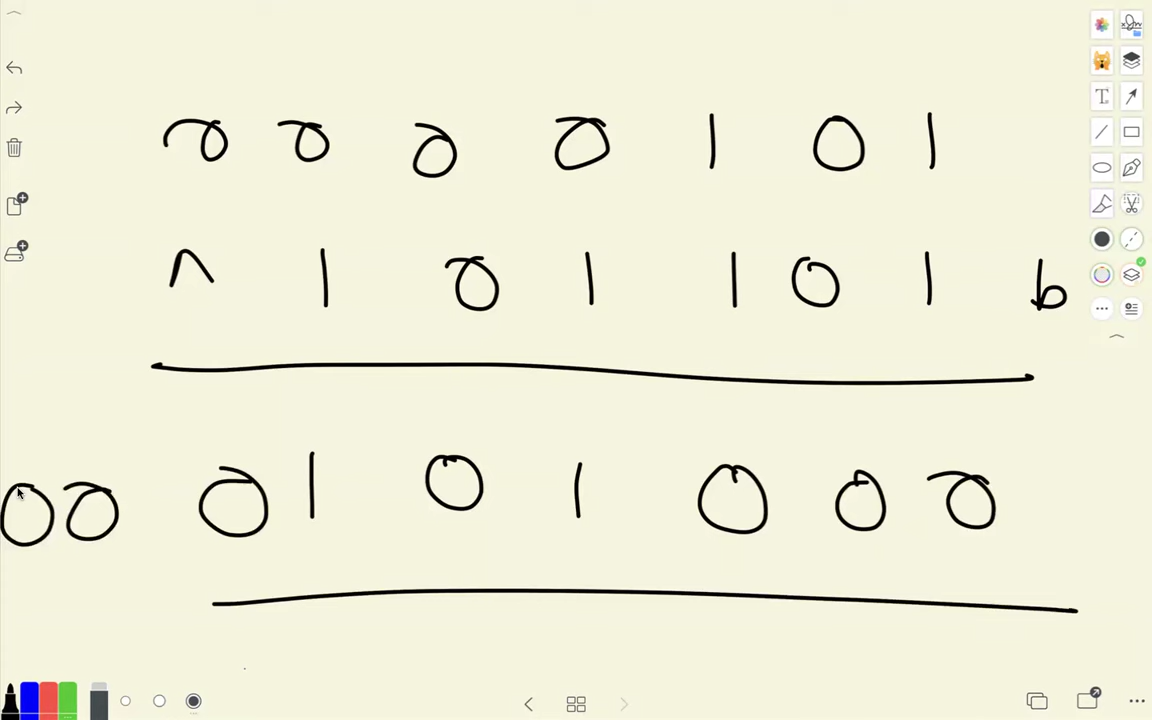 0 0 0 0 1 0 1
^ 1 0 1 1 0 1 b
0 0 0 1 0 1 0 0 0